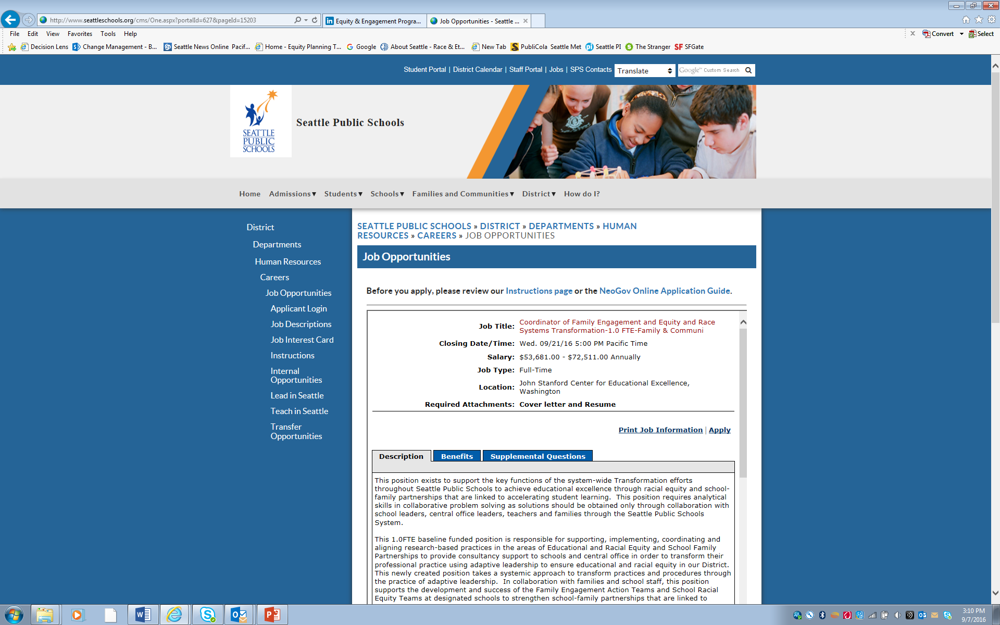 http://www.seattleschools.org/cms/One.aspx?portalId=627&pageId=15203
Equity & Engagement Progra...
Job Opportunities - Seattle ...
File Edit View Favorites Tools Help
Convert Select
Decision Lens Change Management - B... Seattle News Online Pacif... Home - Equity Planning T... Google About Seattle - Race & Et... New Tab PubliCola Seattle Met Seattle PI The Stranger SFGate
Student Portal | District Calendar | Staff Portal | Jobs | SPS Contacts Translate Google™ Custom Search
SEATTLE
PUBLIC
SCHOOLS
Seattle Public Schools
Home Admissions▼ Students▼ Schools▼ Families and Communities▼ District▼ How do I?
District
Departments
Human Resources
Careers
Job Opportunities
Applicant Login
Job Descriptions
Job Interest Card
Instructions
Internal
Opportunities
Lead in Seattle
Teach in Seattle
Transfer
Opportunities
SEATTLE PUBLIC SCHOOLS » DISTRICT » DEPARTMENTS » HUMAN
RESOURCES » CAREERS » JOB OPPORTUNITIES
Job Opportunities
Before you apply, please review our Instructions page or the NeoGov Online Application Guide.
Job Title: Coordinator of Family Engagement and Equity and Race
Systems Transformation-1.0 FTE-Family & Communi
Closing Date/Time: Wed. 09/21/16 5:00 PM Pacific Time
Salary: $53,681.00 - $72,511.00 Annually
Job Type: Full-Time
Location: John Stanford Center for Educational Excellence,
Washington
Required Attachments: Cover letter and Resume
Print Job Information | Apply
Description Benefits Supplemental Questions
This position exists to support the key functions of the system-wide Transformation efforts
throughout Seattle Public Schools to achieve educational excellence through racial equity and school-
family partnerships that are linked to accelerating student learning. This position requires analytical
skills in collaborative problem solving as solutions should be obtained only through collaboration with
school leaders, central office leaders, teachers and families through the Seattle Public Schools
System.
This 1.0FTE baseline funded position is responsible for supporting, implementing, coordinating and
aligning research-based practices in the areas of Educational and Racial Equity and School Family
Partnerships to provide consultancy support to schools and central office in order to transform their
professional practice using adaptive leadership to ensure educational and racial equity in our District.
This newly created position takes a systemic approach to transform practices and procedures through
the practice of adaptive leadership. In collaboration with families and school staff, this position
supports the development and success of the Family Engagement Action Teams and School Racial
Equity Teams at designated schools to strengthen school-family partnerships that are linked to
3:10 PM
9/7/2016